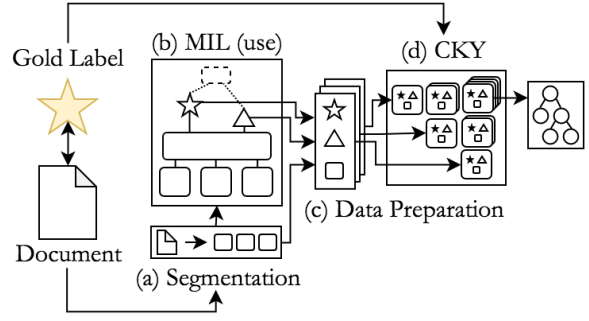 (b) MIL (use)
(d) CKY
Gold Label
(c) Data Preparation
Document
(a) Segmentation